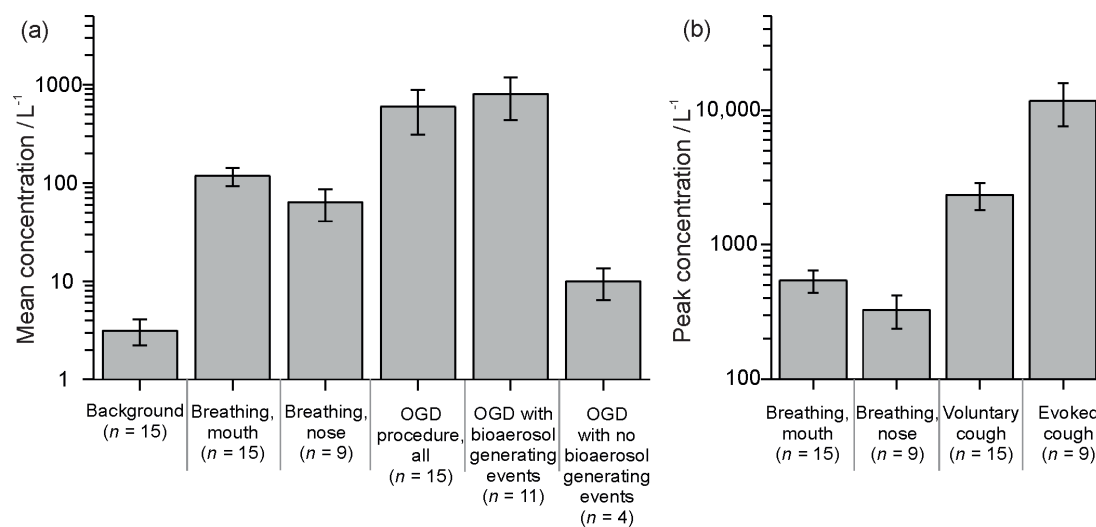 (a)
Mean concentration / L⁻¹
1000
100
10
1
Background
(n = 15)
Breathing,
mouth
(n = 15)
Breathing,
nose
(n = 9)
OGD
procedure,
all
(n = 15)
OGD with
bioaerosol
generating
events
(n = 11)
OGD
with no
bioaerosol
generating
events
(n = 4)
(b)
Peak concentration / L⁻¹
10,000
1000
100
Breathing,
mouth
(n = 15)
Breathing,
nose
(n = 9)
Voluntary
cough
(n = 15)
Evoked
cough
(n = 9)